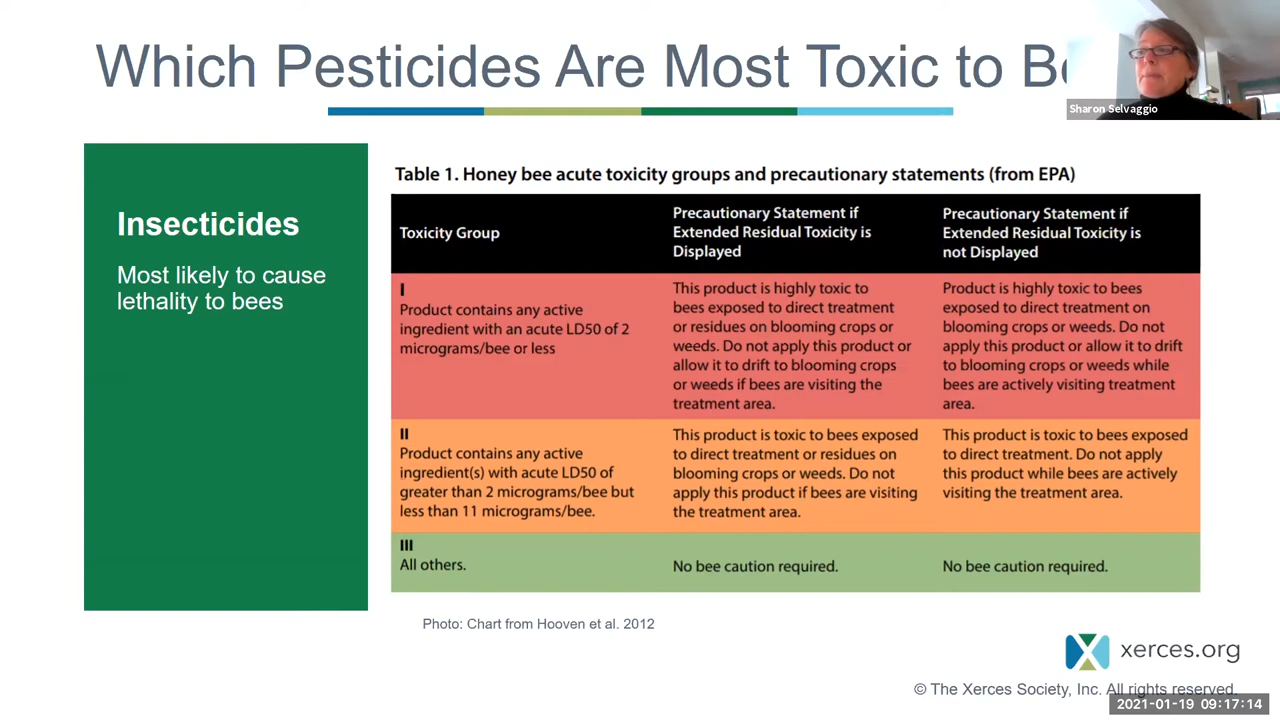 Which Pesticides Are Most Toxic to Be
Sharon Selvaggio
Insecticides
Most likely to cause
lethality to bees
Table 1. Honey bee acute toxicity groups and precautionary statements (from EPA)
Toxicity Group
Precautionary Statement if
Extended Residual Toxicity is
Displayed
Precautionary Statement if
Extended Residual Toxicity is
not Displayed
I
Product contains any active
ingredient with an acute LD50 of 2
micrograms/bee or less
This product is highly toxic to
bees exposed to direct treatment
or residues on blooming crops or
weeds. Do not apply this product or
allow it to drift to blooming crops
or weeds if bees are visiting the
treatment area.
Product is highly toxic to bees
exposed to direct treatment on
blooming crops or weeds. Do not
apply this product or allow it to drift
to blooming crops or weeds while
bees are actively visiting treatment
area.
II
Product contains any active
ingredient(s) with acute LD50 of
greater than 2 micrograms/bee but
less than 11 micrograms/bee.
This product is toxic to bees exposed
to direct treatment or residues on
blooming crops or weeds. Do not
apply this product if bees are visiting
the treatment area.
This product is toxic to bees exposed
to direct treatment. Do not apply
this product while bees are actively
visiting the treatment area.
III
All others.
No bee caution required.
No bee caution required.
Photo: Chart from Hooven et al. 2012
xerces.org
© The Xerces Society, Inc. All rights reserved.
2021-01-19 09:17:14